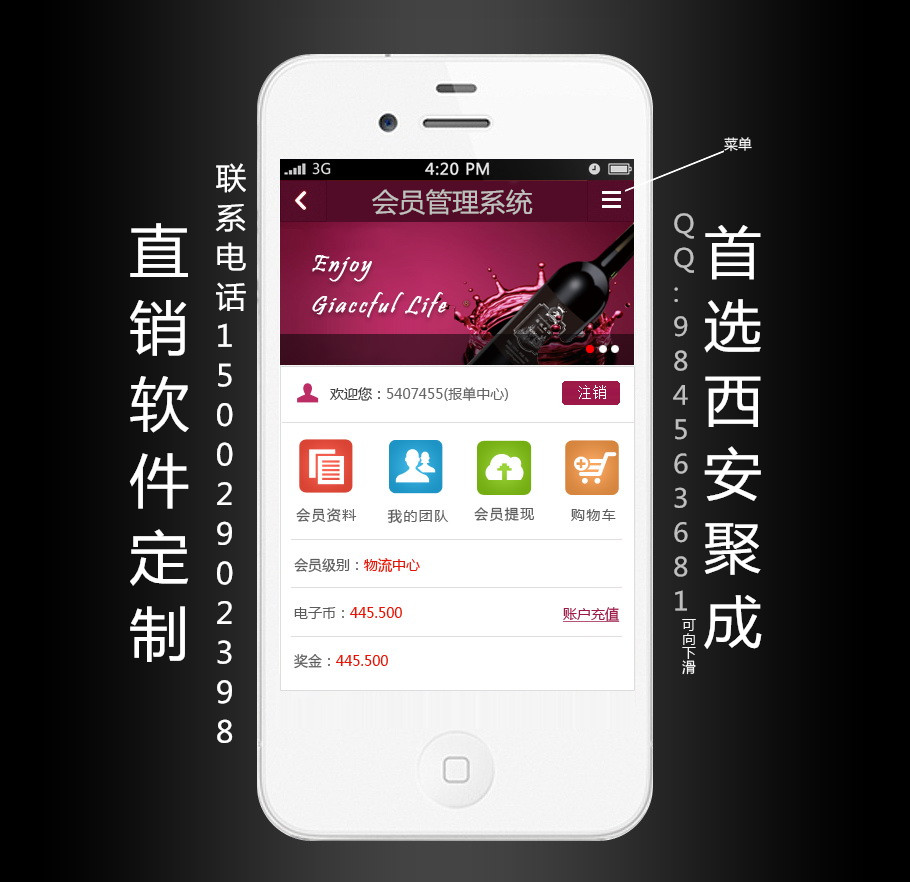 直销软件定制
联系电话15002902398
3G
4:20 PM
会员管理系统
Enjoy
Giaccful Life
欢迎您：5407455(报单中心)
注销
会员资料
我的团队
会员提现
购物车
会员级别：物流中心
电子币：445.500
账户充值
奖金：445.500
菜单
QQ:984563681
可向下滑
首选西安聚成